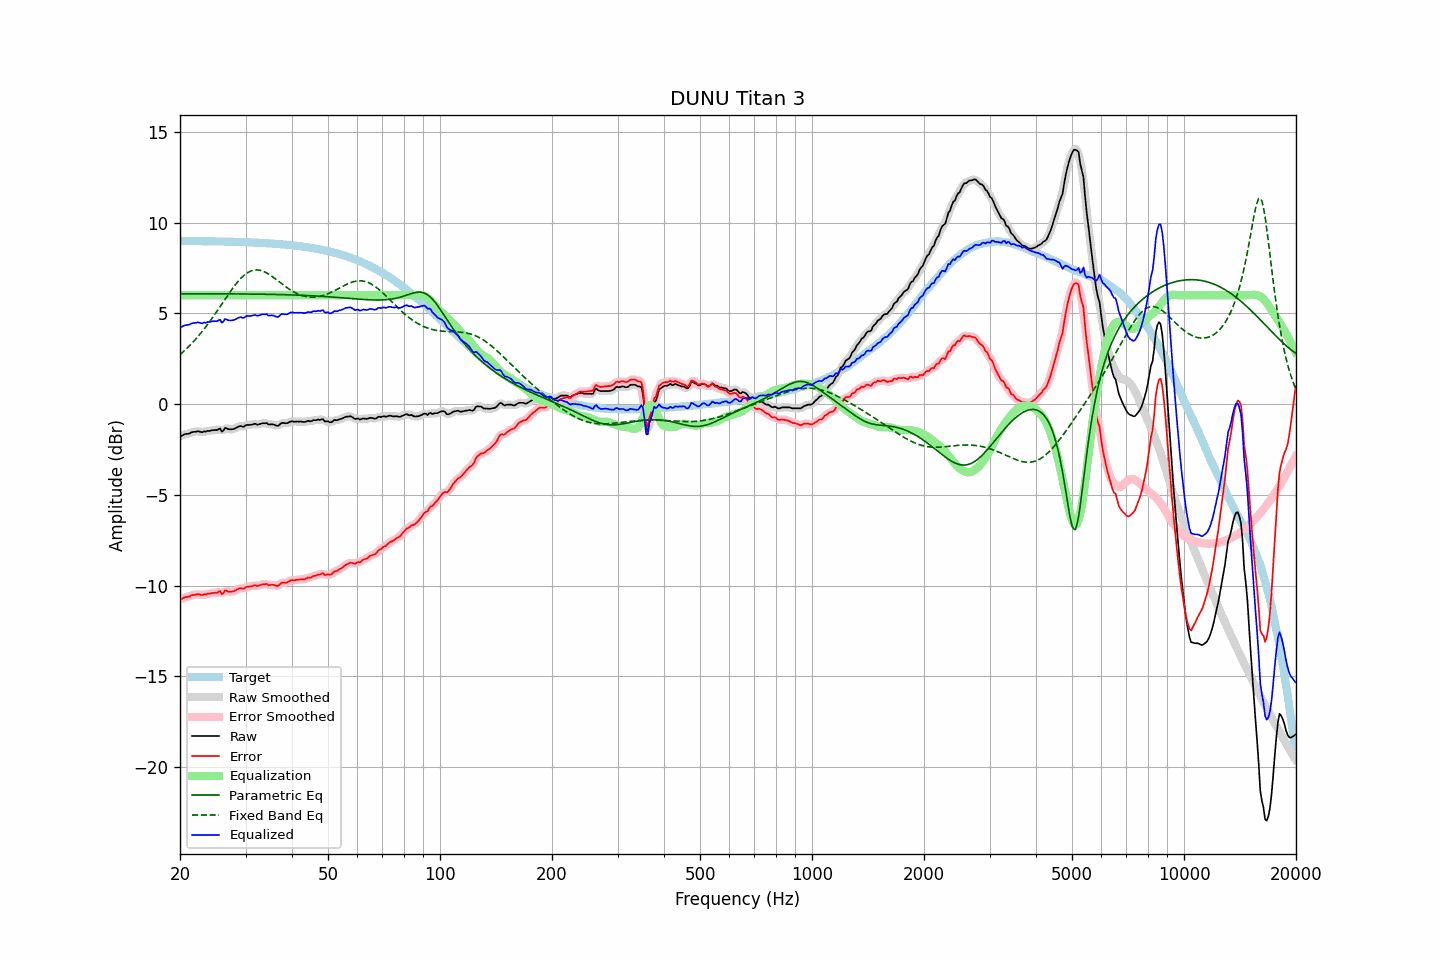 DUNU Titan 3
15
10
5
0
−5
−10
−15
−20
Amplitude (dBr)
Target
Raw Smoothed
Error Smoothed
Raw
Error
Equalization
Parametric Eq
Fixed Band Eq
Equalized
20 50 100 200 500 1000 2000 5000 10000 20000
Frequency (Hz)